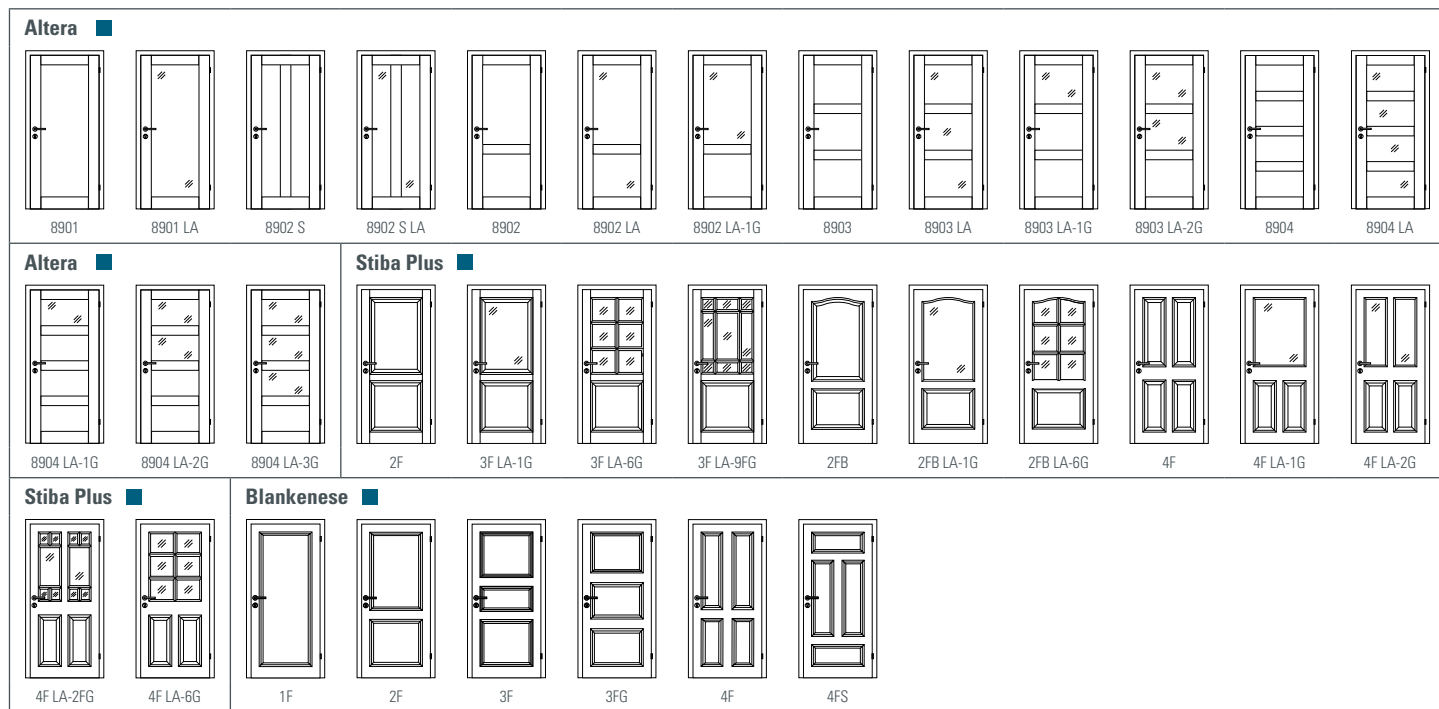 Altera
8901 8901 LA 8902 S 8902 S LA 8902 8902 LA 8902 LA-1G 8903 8903 LA 8903 LA-1G 8903 LA-2G 8904 8904 LA
Altera Stiba Plus
8904 LA-1G 8904 LA-2G 8904 LA-3G 2F 3F LA-1G 3F LA-6G 3F LA-9FG 2FB 2FB LA-1G 2FB LA-6G 4F 4F LA-1G 4F LA-2G
Stiba Plus Blankenese
4F LA-2FG 4F LA-6G 1F 2F 3F 3FG 4F 4FS